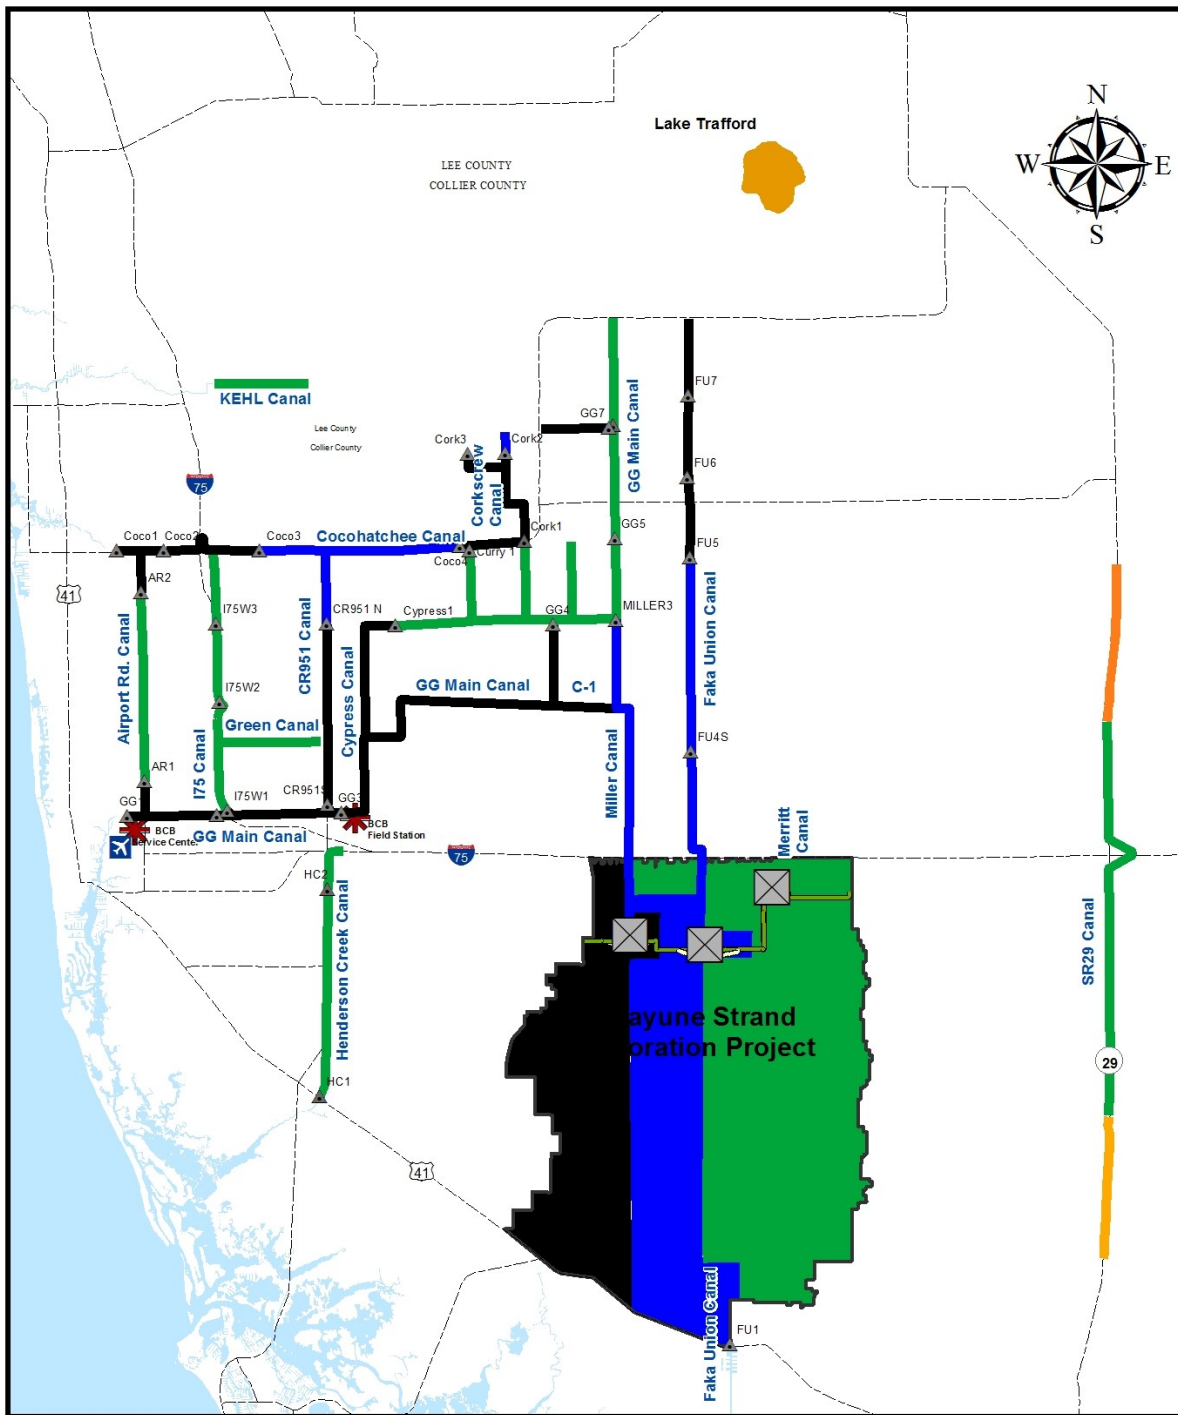 N
Lake Trafford
W
E
LEE COUNTY
COLLIER COUNTY
S
FU7
KEHL Canal
GG7
GG Main Canal
Lee County
Collier County
Cork3
Cork2
FU6
75
Corkscrew
Canal
Coco1
Coco2
Coco3
Cocohatchee Canal
Cork1
GG5
Curry 1
Coco4
FU5
41
AR2
I75W3
CR951 N
Cypress1
GG4
MILLER3
Airport Rd. Canal
CR951 Canal
Cypress Canal
Faka Union Canal
I75W2
GG Main Canal
C-1
Green Canal
I75 Canal
Miller Canal
FU4S
AR1
GG1
I75W1
CR951S
GG3
BCB
Service Center
GG Main Canal
BCB
Field Station
75
Merritt
Canal
HC2
Henderson Creek Canal
SR29 Canal
ayune Strand
oration Project
29
HC1
41
Faka Union Canal
FU1